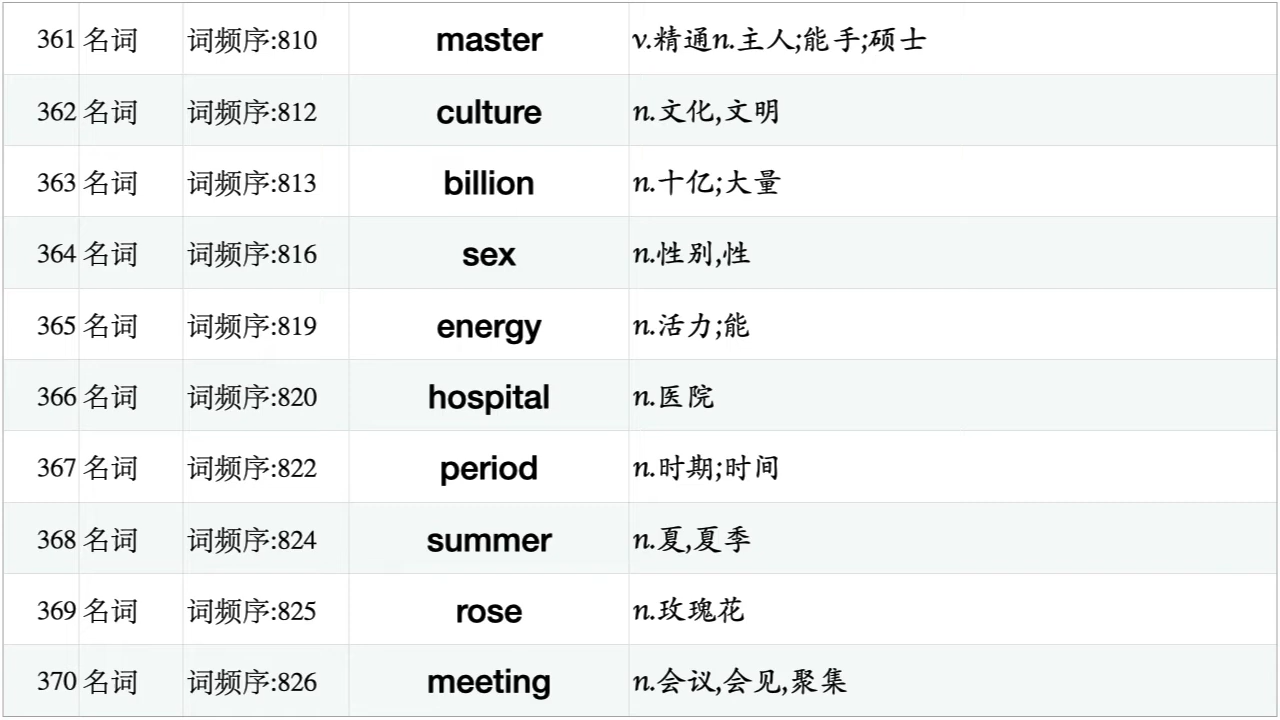 361 名词 词频序:810 master v.精通n.主人;能手;硕士
362 名词 词频序:812 culture n.文化,文明
363 名词 词频序:813 billion n.十亿;大量
364 名词 词频序:816 sex n.性别,性
365 名词 词频序:819 energy n.活力;能
366 名词 词频序:820 hospital n.医院
367 名词 词频序:822 period n.时期;时间
368 名词 词频序:824 summer n.夏,夏季
369 名词 词频序:825 rose n.玫瑰花
370 名词 词频序:826 meeting n.会议,会见,聚集